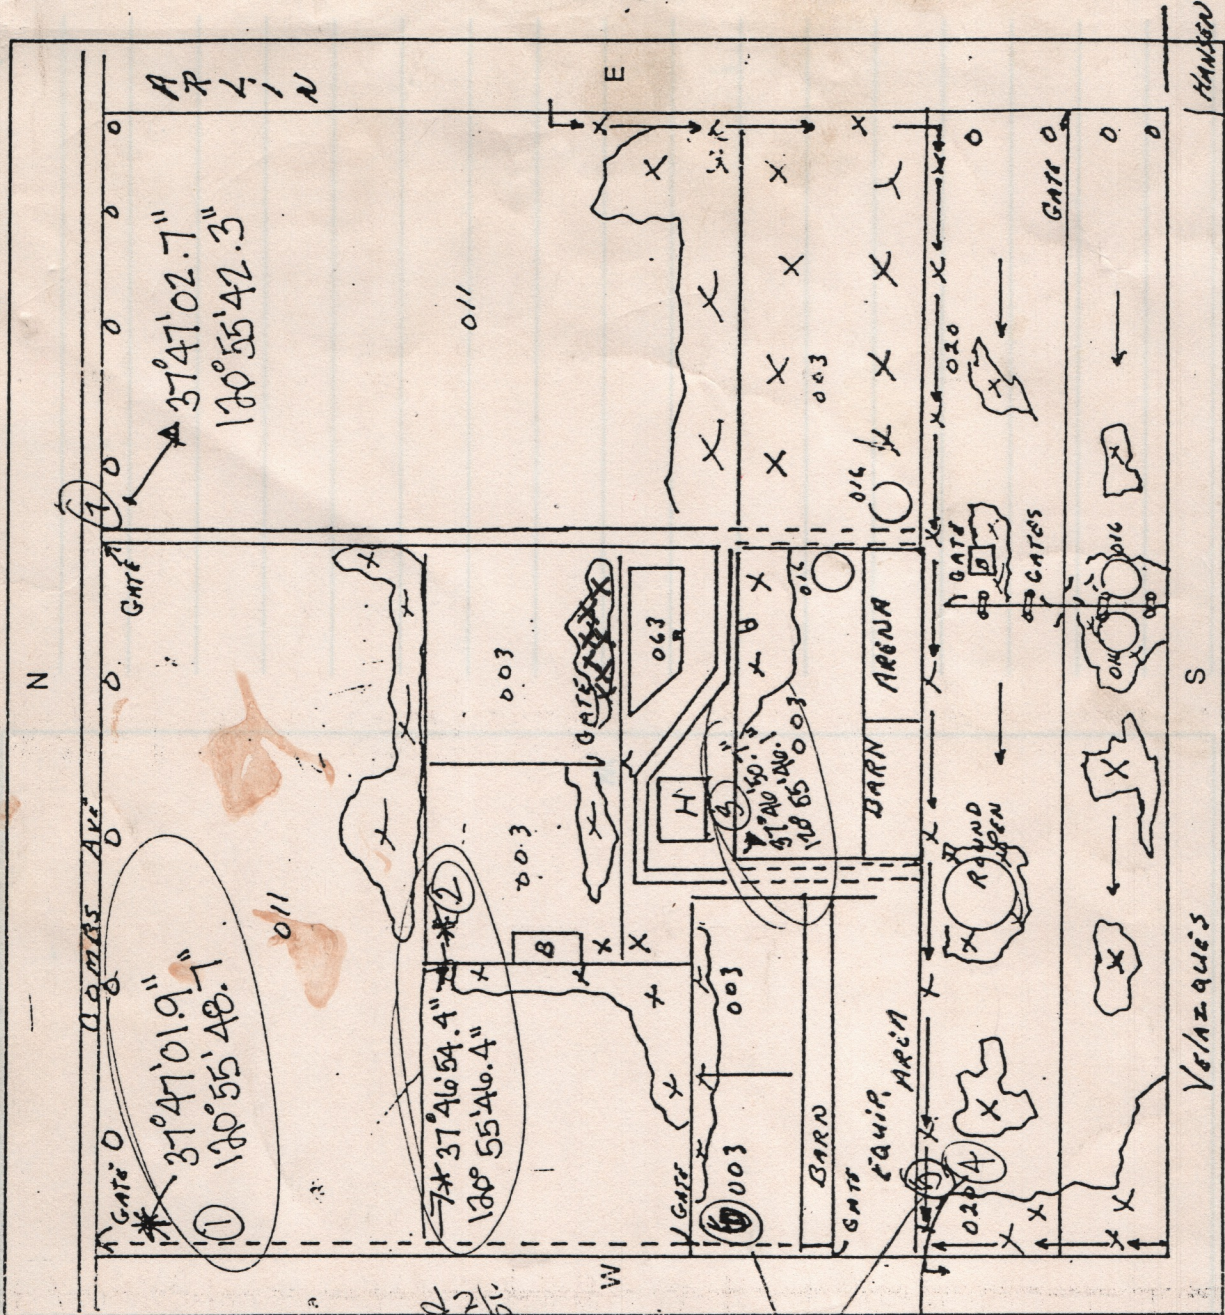 N
E
S
W
COMBS AVE
ARLIN
HANSEN
VELAZQUES
GATE
37°47'01.9"
120°55'48.7"
1
011
GATE
1
37°47'02.7"
120°55'42.3"
011
2
37°46'54.4"
120° 55'46.4"
B
003
003
GATE
063
H
3
003
016
016
003
GATE
003
003
BARN
GATE
EQUIP. AREA
BARN
ARENA
020
4
ROUND PEN
GATE
GATES
020
GATE
016
016